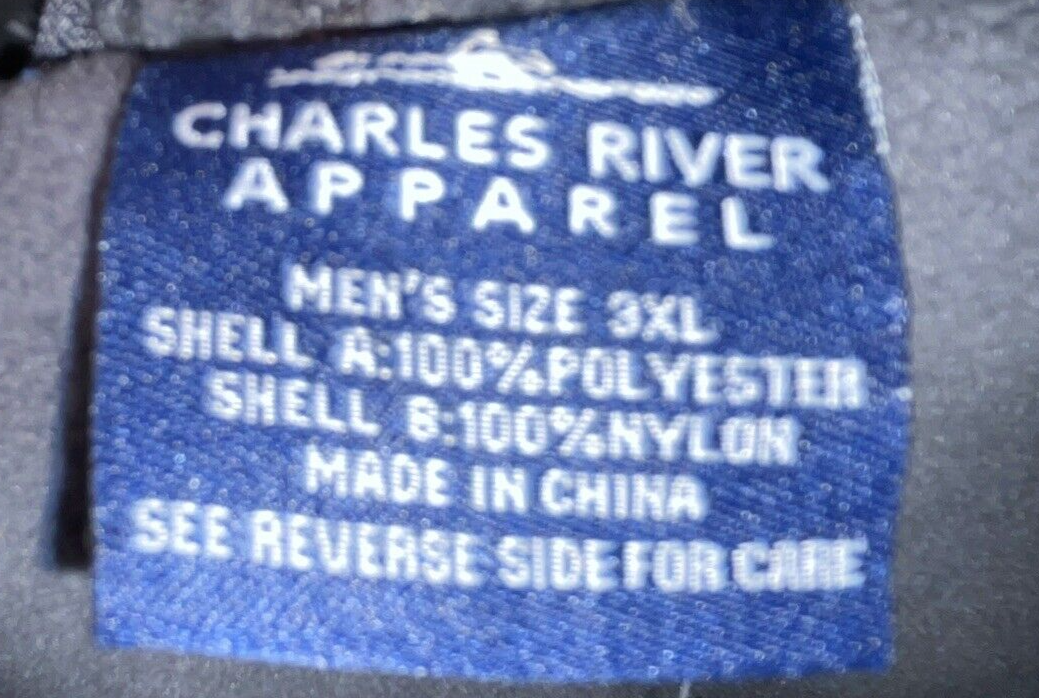 CHARLES RIVER
APPAREL
MEN'S SIZE 3XL
SHELL A:100%POLYESTER
SHELL B:100%NYLON
MADE IN CHINA
SEE REVERSE SIDE FOR CARE